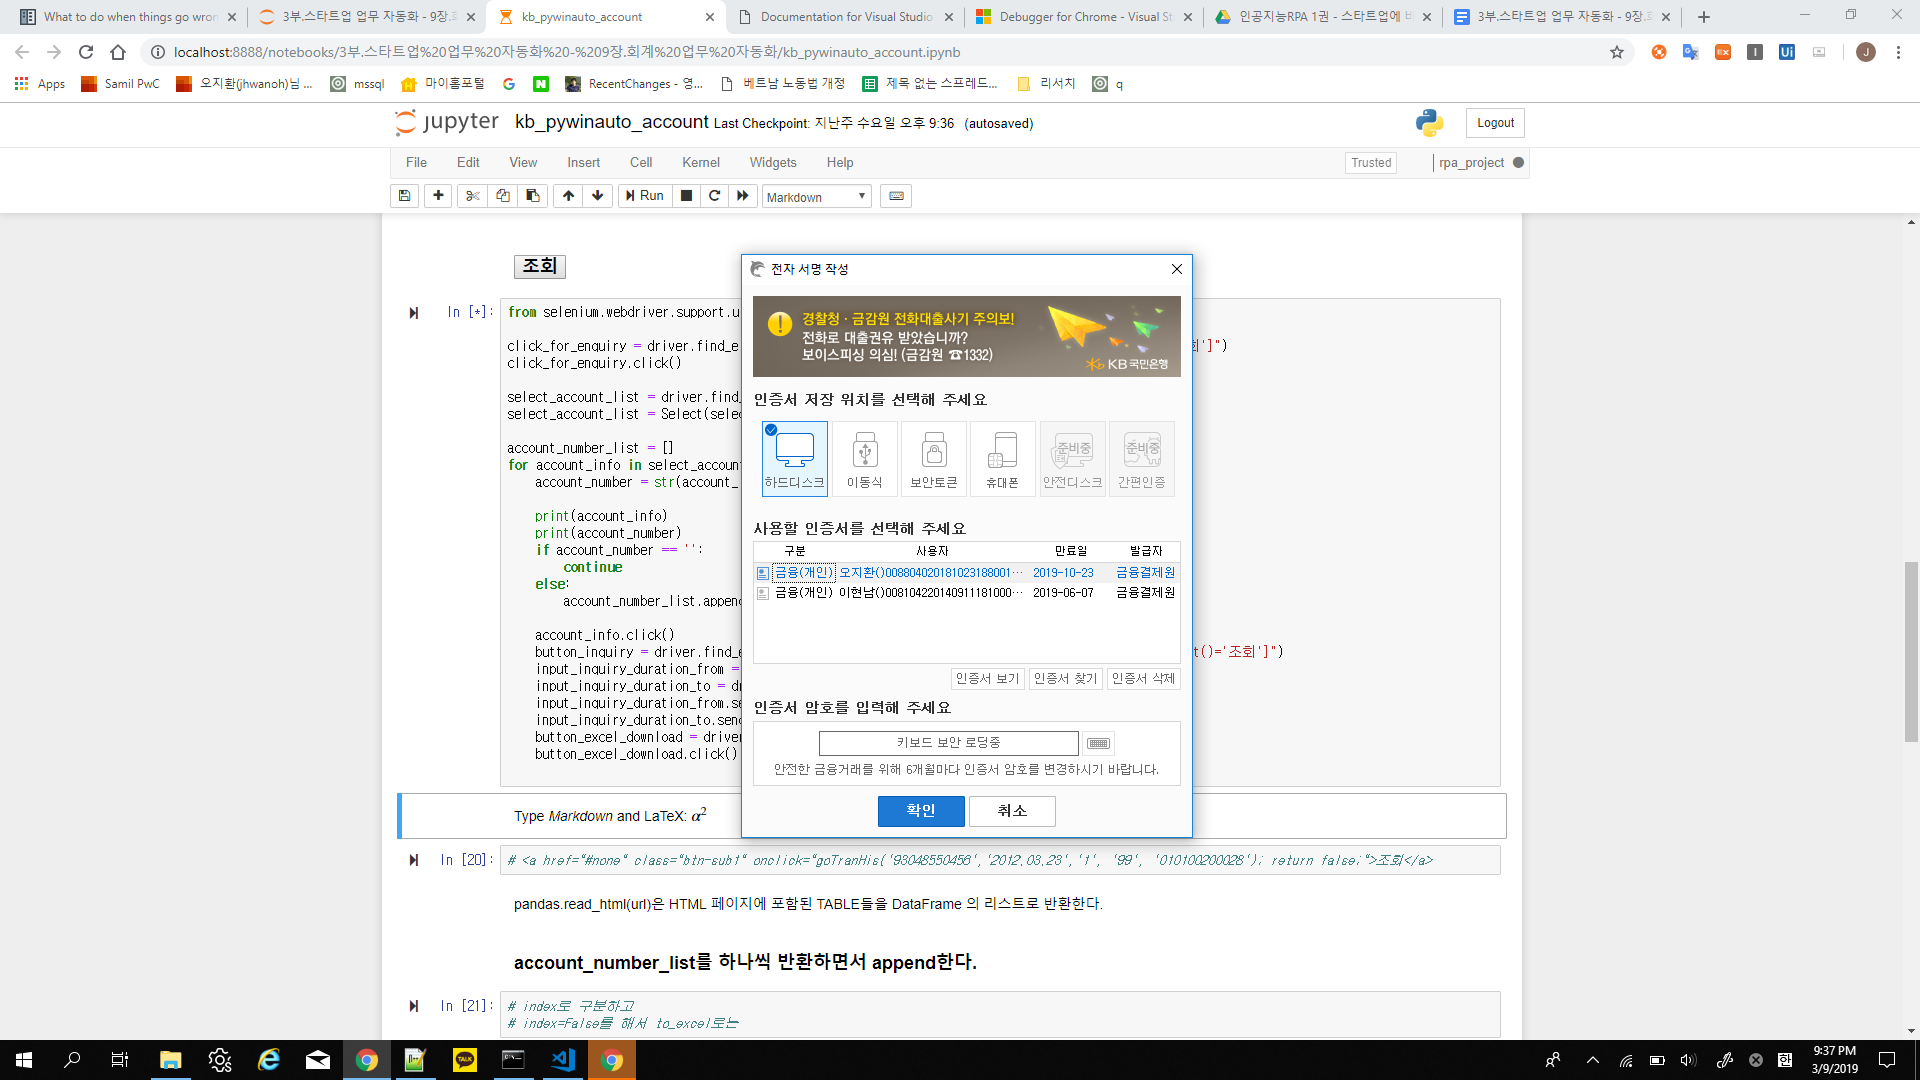 What to do when things go wron
3부.스타트업 업무 자동화 - 9장.회
kb_pywinauto_account
Documentation for Visual Studio
Debugger for Chrome - Visual St
인공지능RPA 1권 - 스타트업에 ㅂ
3부.스타트업 업무 자동화 - 9장.회
localhost:8888/notebooks/3부.스타트업%20업무%20자동화%20-%209장.회계%20업무%20자동화/kb_pywinauto_account.ipynb
Apps
Samil PwC
오지환(jhwanoh)님 ...
mssql
마이홈포털
RecentChanges - 영...
베트남 노동법 개정
제목 없는 스프레드...
리서치
q
jupyter kb_pywinauto_account Last Checkpoint: 지난주 수요일 오후 9:36 (autosaved)
Logout
File Edit View Insert Cell Kernel Widgets Help
Trusted
rpa_project
Run
Markdown
조회
In [*]:
from selenium.webdriver.support.u
click_for_enquiry = driver.find_e 회']")
click_for_enquiry.click()
select_account_list = driver.find_
select_account_list = Select(selec
account_number_list = []
for account_info in select_accoun
account_number = str(account_
print(account_info)
print(account_number)
if account_number == '':
continue
else:
account_number_list.append
account_info.click()
button_inquiry = driver.find_e t()='조회']")
input_inquiry_duration_from =
input_inquiry_duration_to = dr
input_inquiry_duration_from.se
input_inquiry_duration_to.send
button_excel_download = driver
button_excel_download.click()
전자 서명 작성
경찰청 · 금감원 전화대출사기 주의보!
전화로 대출권유 받았습니까?
보이스피싱 의심! (금감원 ☎1332)
KB국민은행
인증서 저장 위치를 선택해 주세요
하드디스크
이동식
보안토큰
휴대폰
준비중
안전디스크
준비중
간편인증
사용할 인증서를 선택해 주세요
구분 사용자 만료일 발급자
금융(개인) 오지환()008804020181023188001··· 2019-10-23 금융결제원
금융(개인) 이현남()008104220140911181000··· 2019-06-07 금융결제원
인증서 보기 인증서 찾기 인증서 삭제
인증서 암호를 입력해 주세요
키보드 보안 로딩중
안전한 금융거래를 위해 6개월마다 인증서 암호를 변경하시기 바랍니다.
확인
취소
Type Markdown and LaTeX: α²
In [20]:
# <a href="#none" class="btn-sub1" onclick="goTranHis('93048550456','2012.03.23','1', '99', '010100200028'); return false;">조회</a>
pandas.read_html(url)은 HTML 페이지에 포함된 TABLE들을 DataFrame 의 리스트로 반환한다.
account_number_list를 하나씩 반환하면서 append한다.
In [21]:
# index로 구분하고
# index=False를 해서 to_excel로는
TALK
한
9:37 PM
3/9/2019